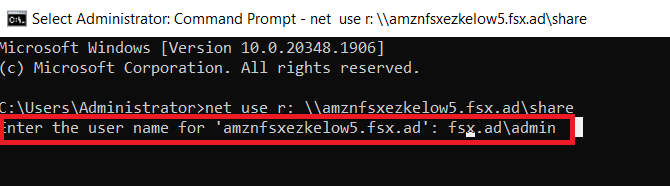 Select Administrator: Command Prompt - net  use r: \\amznfsxezkelow5.fsx.ad\share
Microsoft Windows [Version 10.0.20348.1906]
(c) Microsoft Corporation. All rights reserved.
C:\Users\Administrator>net use r: \\amznfsxezkelow5.fsx.ad\share
Enter the user name for 'amznfsxezkelow5.fsx.ad': fsx.ad\admin